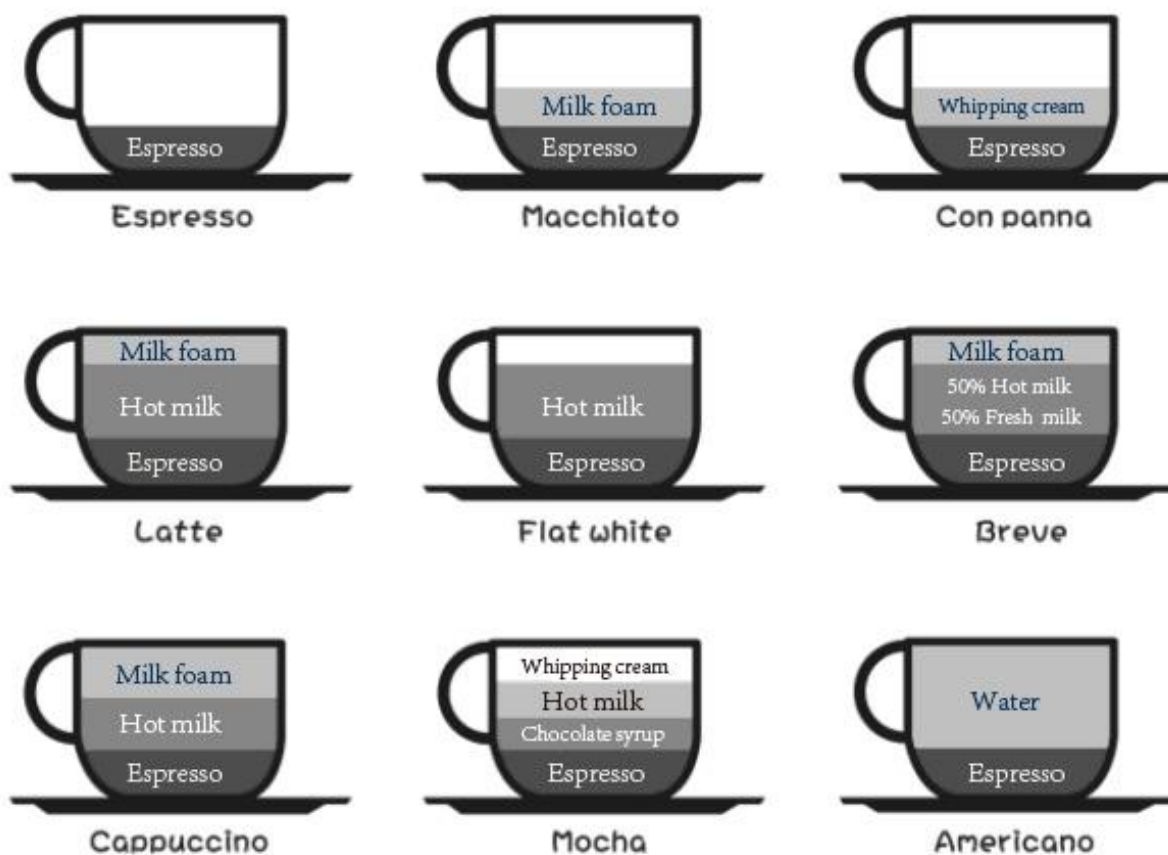 Espresso
Espresso
Milk foam
Espresso
Macchiato
Whipping cream
Espresso
Con panna
Milk foam
Hot milk
Espresso
Latte
Hot milk
Espresso
Flat white
Milk foam
50% Hot milk
50% Fresh milk
Espresso
Breve
Milk foam
Hot milk
Espresso
Cappuccino
Whipping cream
Hot milk
Chocolate syrup
Espresso
Mocha
Water
Espresso
Americano